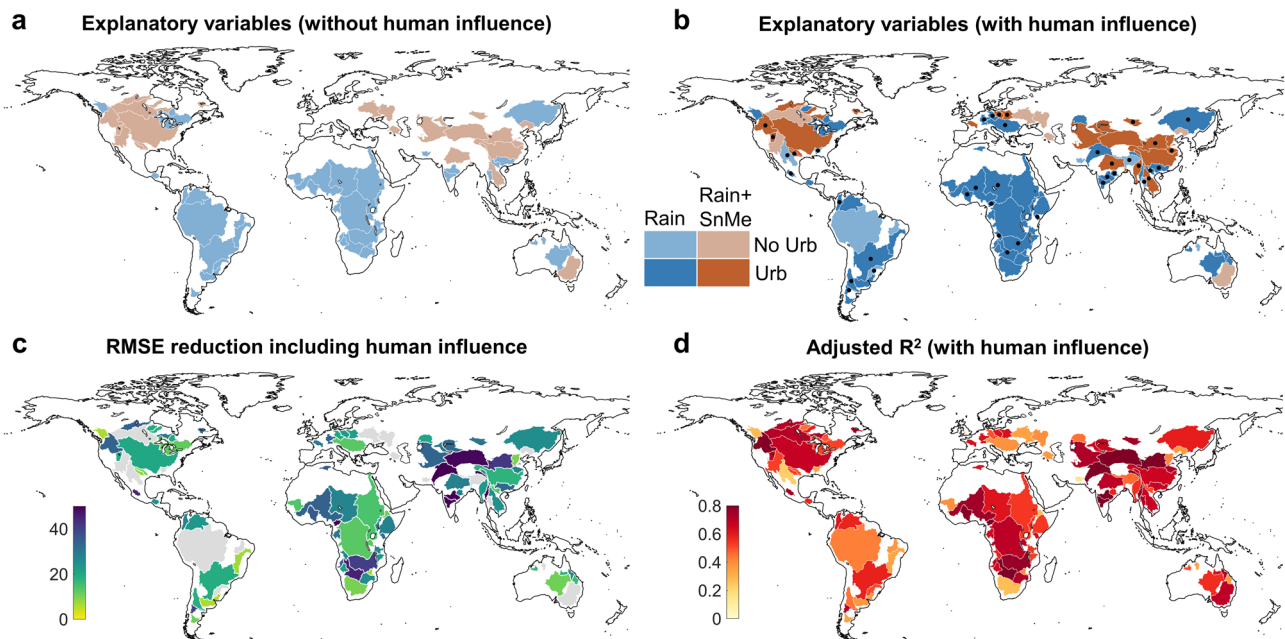 a
Explanatory variables (without human influence)
b
Explanatory variables (with human influence)
Rain
Rain+
SnMe
No Urb
Urb
c
RMSE reduction including human influence
40
20
0
d
Adjusted R²​ (with human influence)
0.8
0.6
0.4
0.2
0